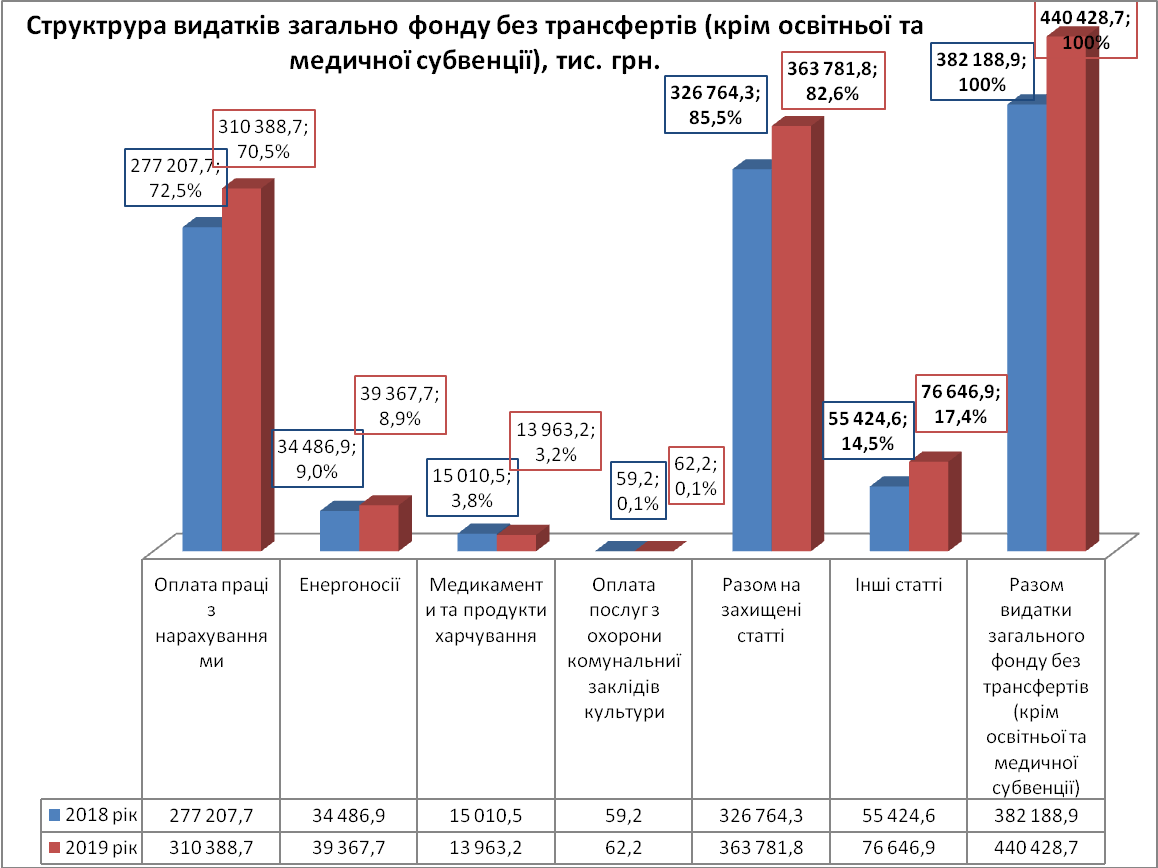 Структрура видатків загально фонду без трансфертів (крім освітньої та
медичної субвенції), тис. грн.
277 207,7;
72,5%
310 388,7;
70,5%
34 486,9;
9,0%
39 367,7;
8,9%
15 010,5;
3,8%
13 963,2;
3,2%
59,2;
0,1%
62,2;
0,1%
326 764,3;
85,5%
363 781,8;
82,6%
55 424,6;
14,5%
76 646,9;
17,4%
382 188,9;
100%
440 428,7;
100%
Оплата праці
з
нарахування
ми
Енергоносії
Медикамент
и та продукти
харчування
Оплата
послуг з
охорони
комунальниї
заклідів
культури
Разом на
захищені
статті
Інші статті
Разом
видатки
загального
фонду без
трансфертів
(крім
освітньої та
медичної
субвенції)
2018 рік 277 207,7 34 486,9 15 010,5 59,2 326 764,3 55 424,6 382 188,9
2019 рік 310 388,7 39 367,7 13 963,2 62,2 363 781,8 76 646,9 440 428,7